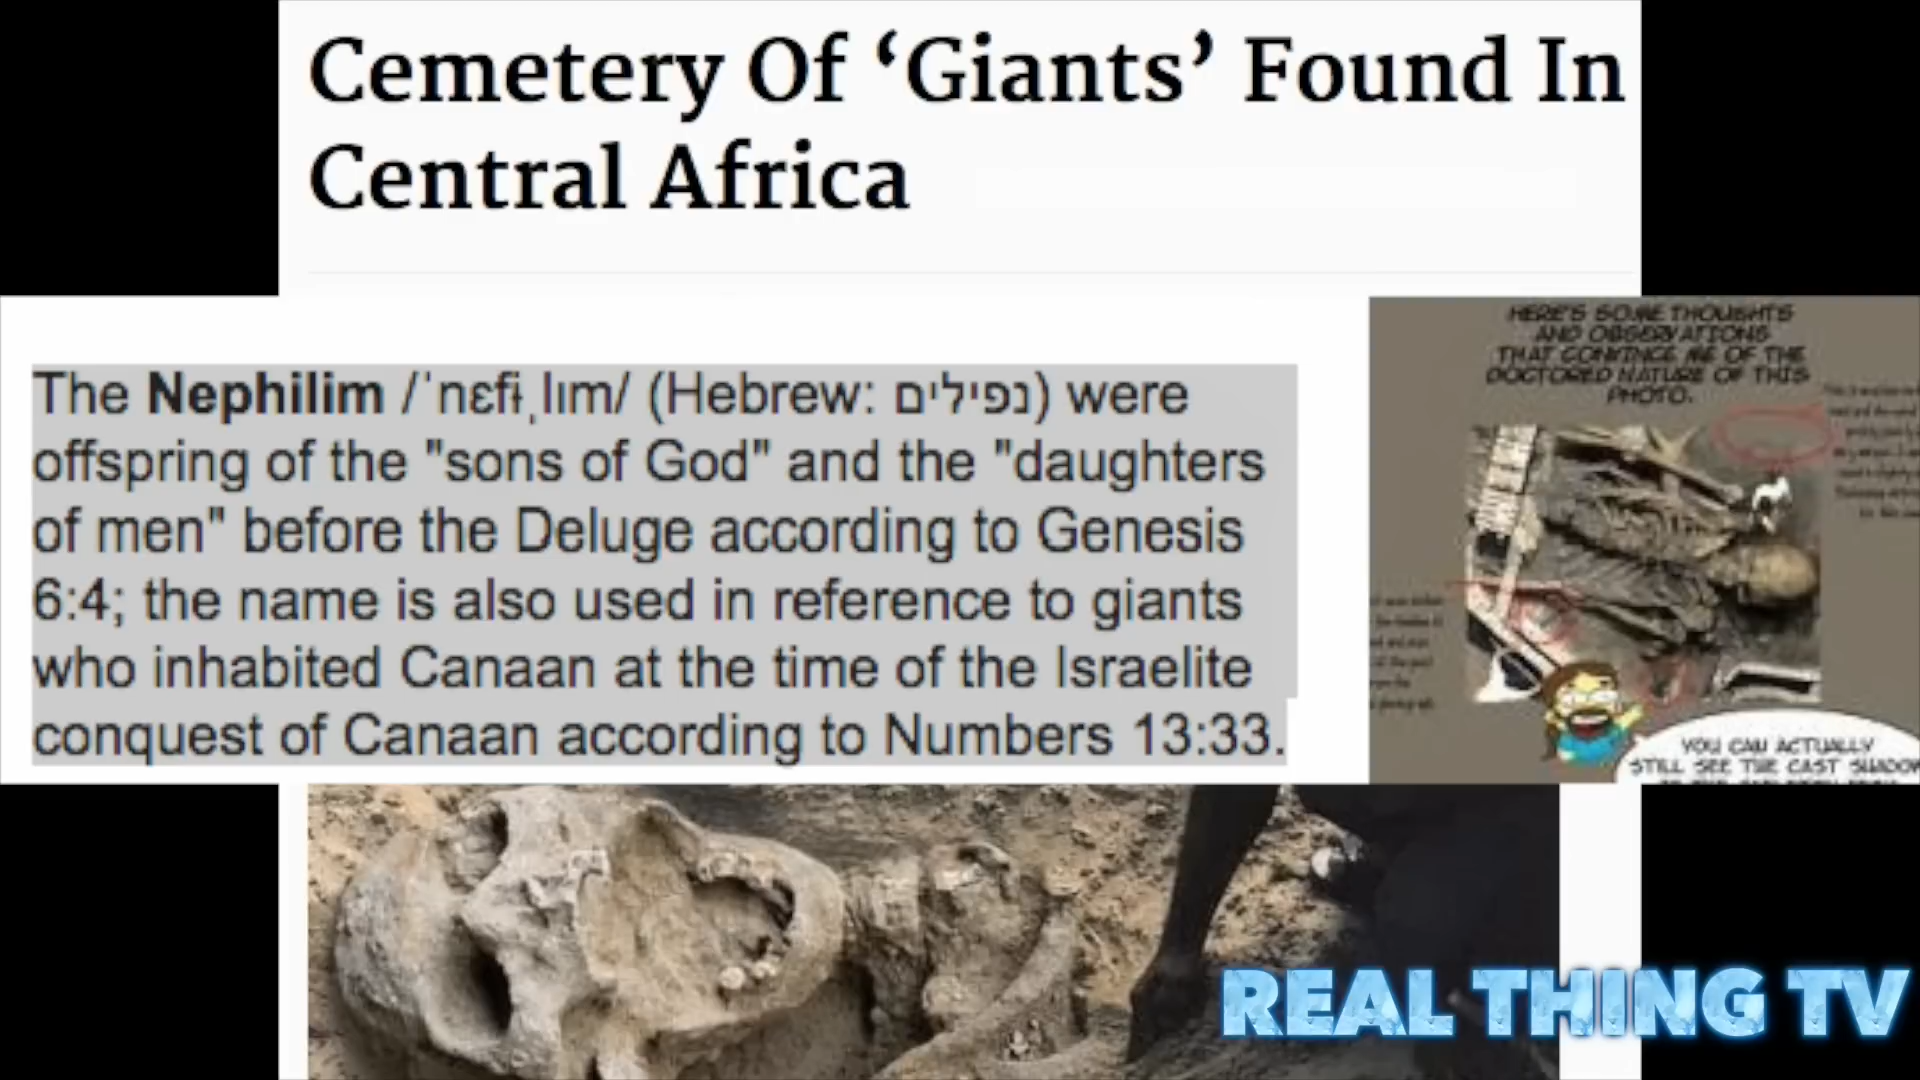 Cemetery Of ‘Giants’ Found In
Central Africa
The Nephilim /ˈnɛfɨˌlɪm/ (Hebrew: נפילים) were
offspring of the "sons of God" and the "daughters
of men" before the Deluge according to Genesis
6:4; the name is also used in reference to giants
who inhabited Canaan at the time of the Israelite
conquest of Canaan according to Numbers 13:33.
HERE'S SOME THOUGHTS
AND OBSERVATIONS
THAT CONVINCE ME OF THE
DOCTORED NATURE OF THIS
PHOTO.
YOU CAN ACTUALLY
STILL SEE THE CAST SHADOW
REAL THING TV